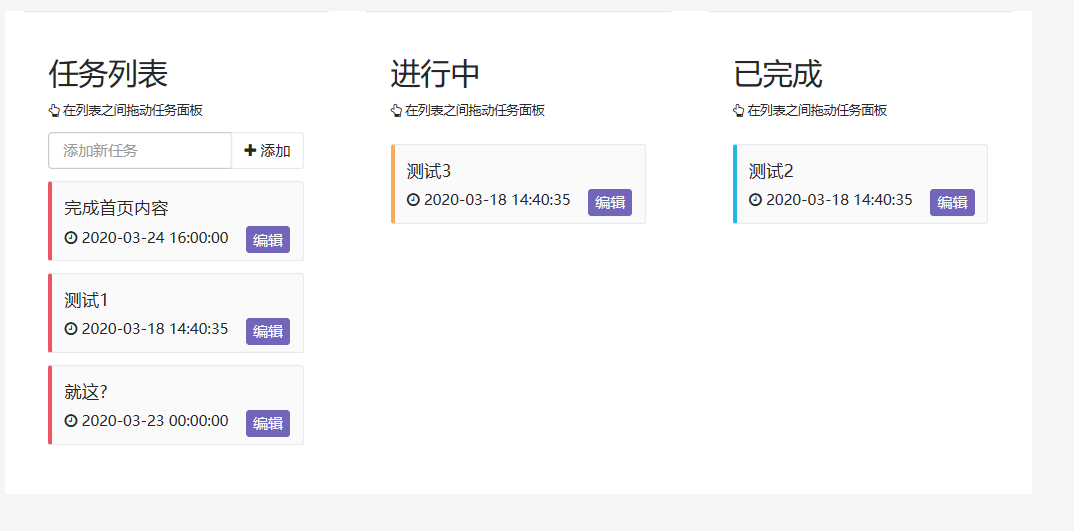 任务列表
在列表之间拖动任务面板
添加新任务
添加
完成首页内容
2020-03-24 16:00:00
编辑
测试1
2020-03-18 14:40:35
编辑
就这?
2020-03-23 00:00:00
编辑
进行中
在列表之间拖动任务面板
测试3
2020-03-18 14:40:35
编辑
已完成
在列表之间拖动任务面板
测试2
2020-03-18 14:40:35
编辑